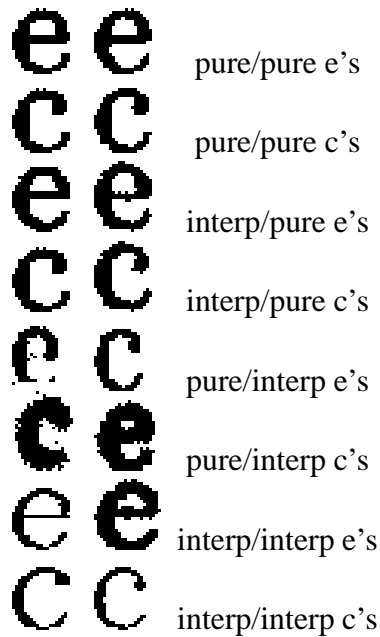 e e pure/pure e's
c c pure/pure c's
e e interp/pure e's
c c interp/pure c's
c pure/interp e's
c e pure/interp c's
e e interp/interp e's
c c interp/interp c's